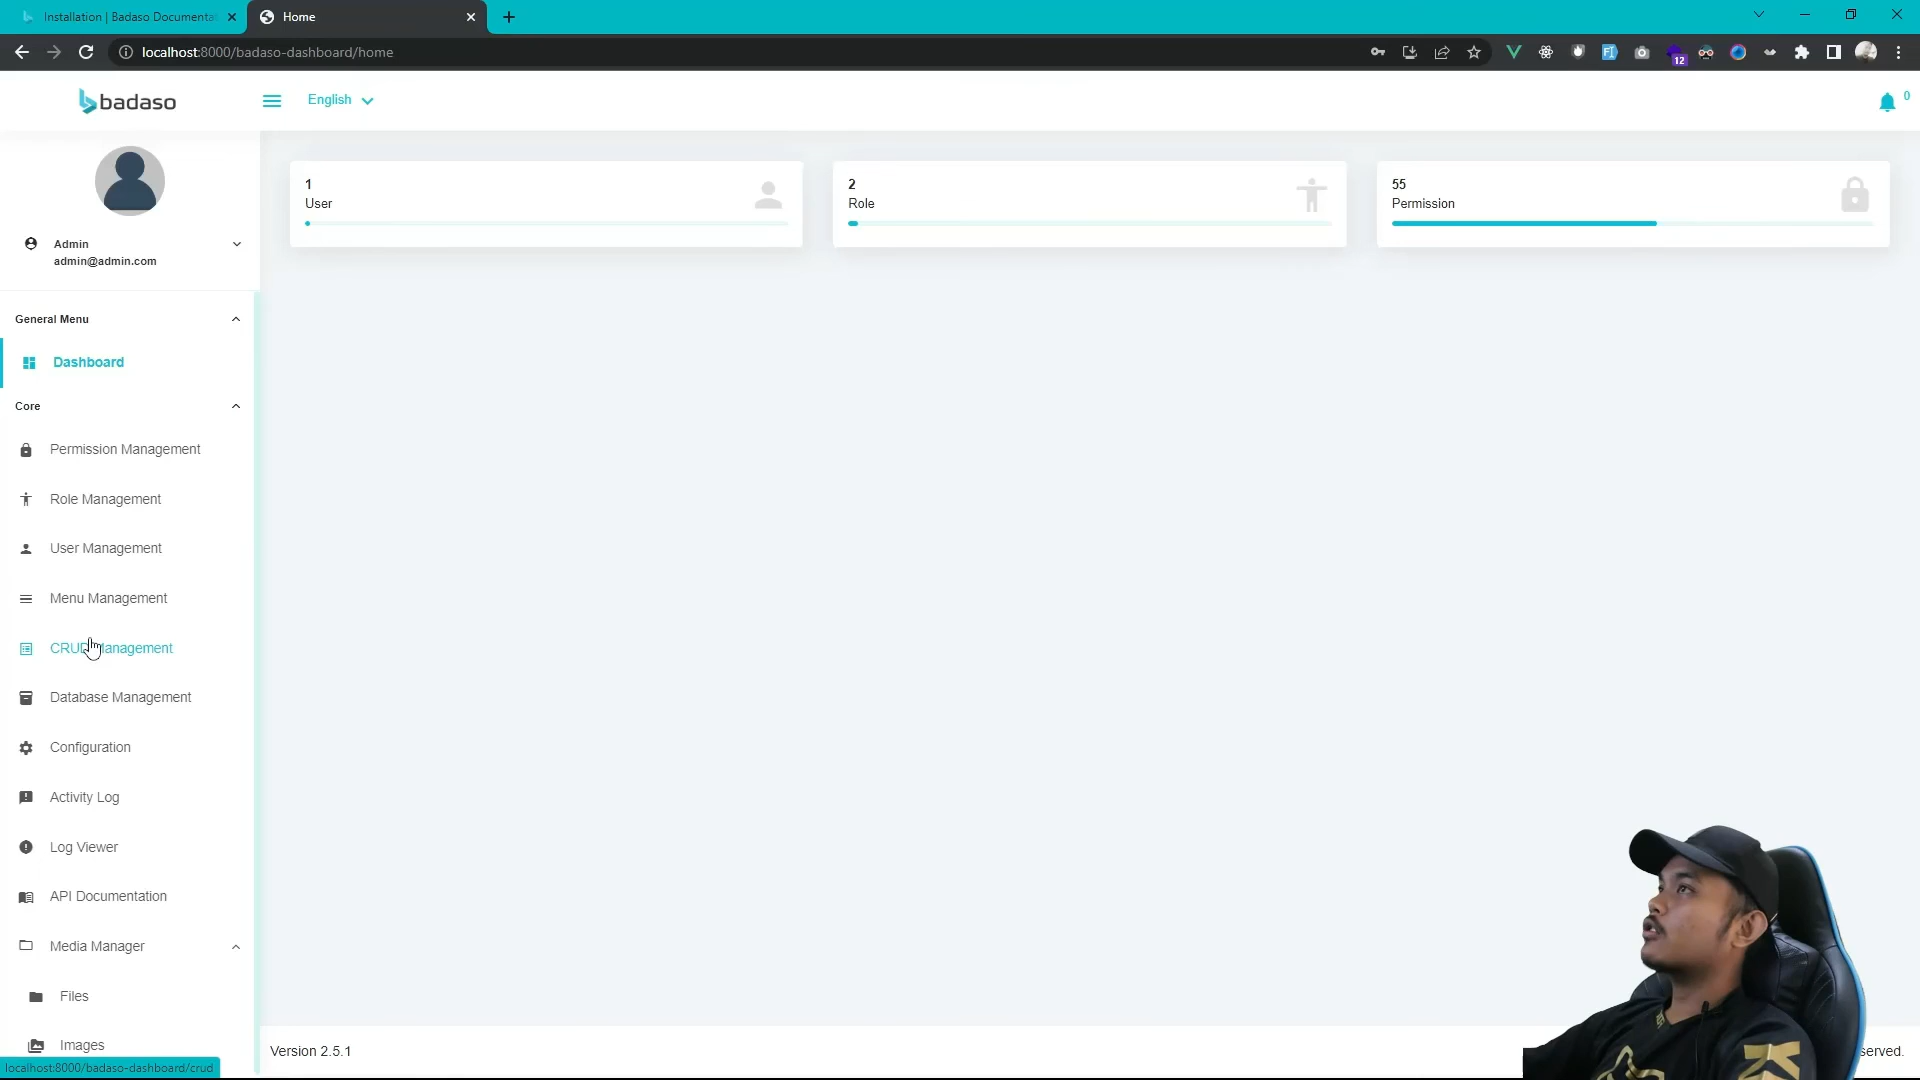 Installation | Badaso Documentat
Home
localhost:8000/badaso-dashboard/home
12
badaso
English
0
Admin
admin@admin.com
1
User
2
Role
55
Permission
General Menu
Dashboard
Core
Permission Management
Role Management
User Management
Menu Management
CRUD Management
Database Management
Configuration
Activity Log
Log Viewer
API Documentation
Media Manager
Files
Images
Version 2.5.1
served.
localhost:8000/badaso-dashboard/crud